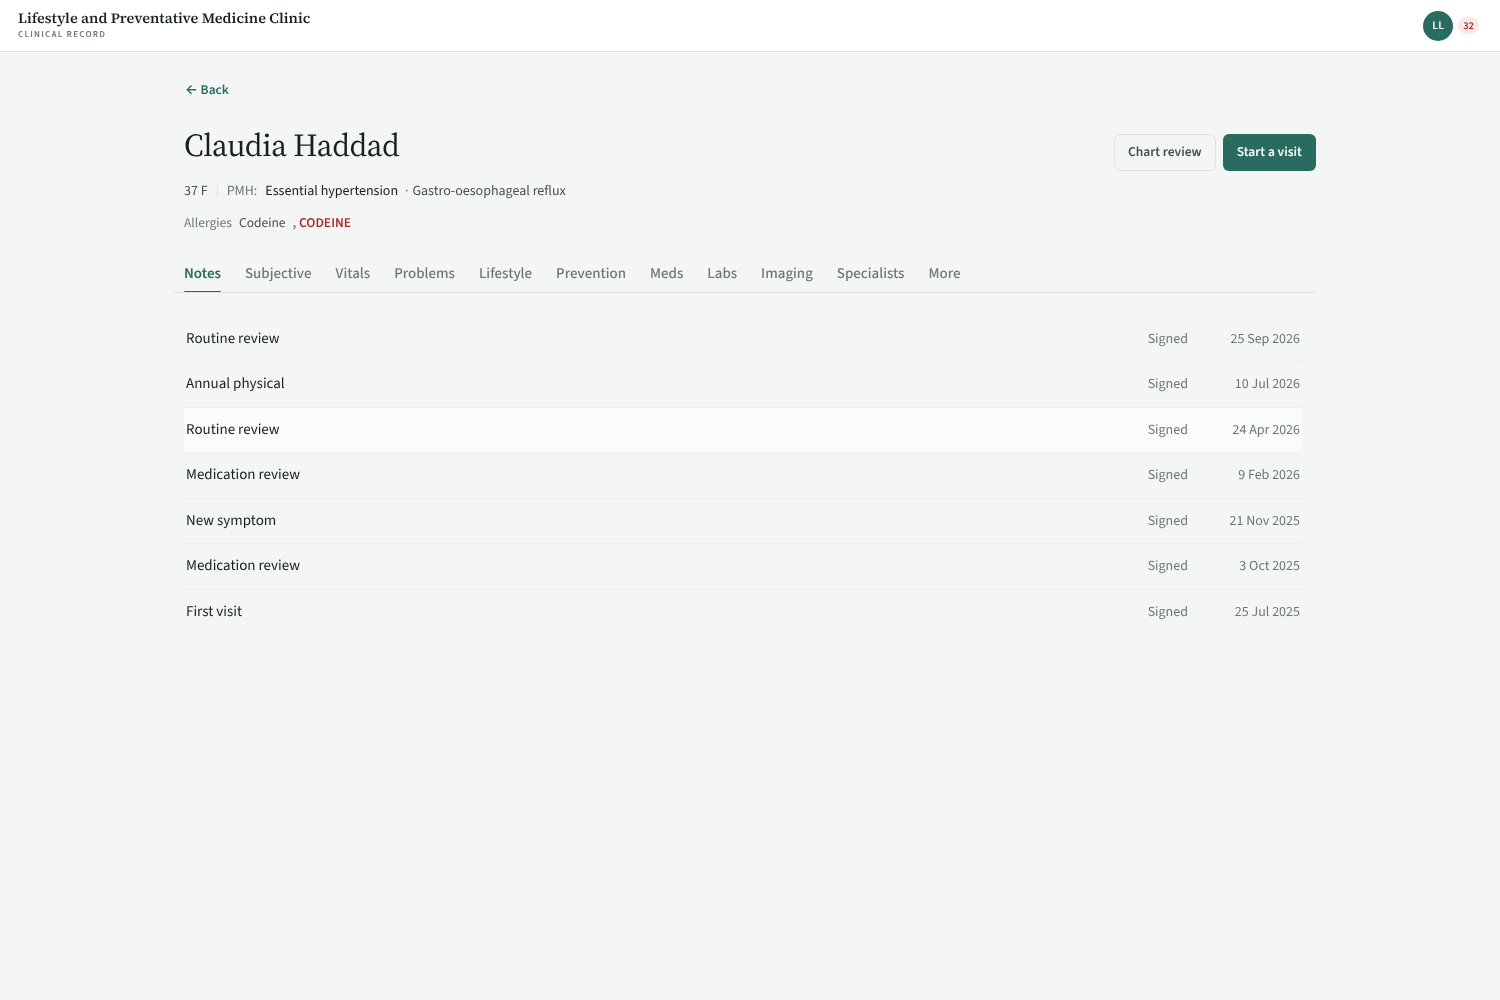 Lifestyle and Preventative Medicine Clinic
CLINICAL RECORD
LL 32
← Back
Claudia Haddad
Chart review Start a visit
37 F PMH: Essential hypertension · Gastro-oesophageal reflux
Allergies Codeine , CODEINE
Notes Subjective Vitals Problems Lifestyle Prevention Meds Labs Imaging Specialists More
Routine review Signed 25 Sep 2026
Annual physical Signed 10 Jul 2026
Routine review Signed 24 Apr 2026
Medication review Signed 9 Feb 2026
New symptom Signed 21 Nov 2025
Medication review Signed 3 Oct 2025
First visit Signed 25 Jul 2025